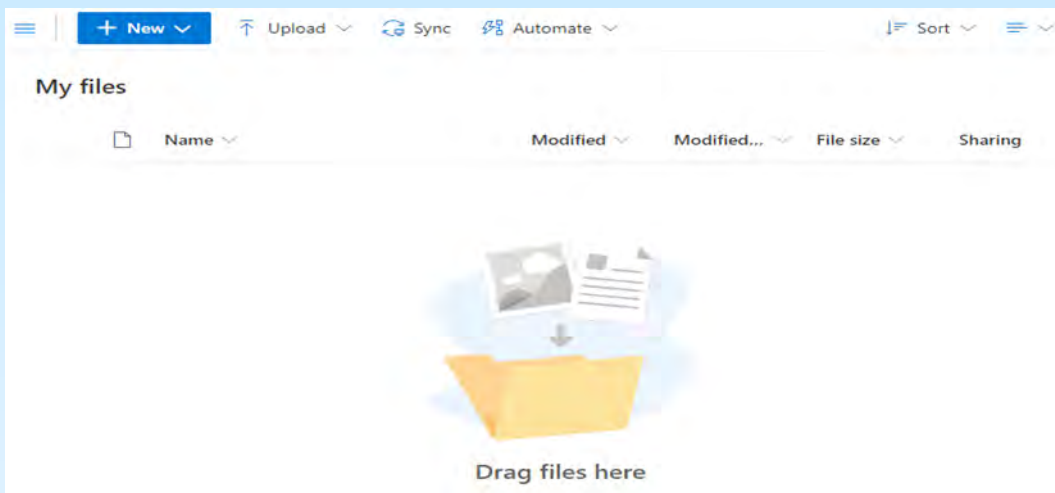 New Upload Sync Automate Sort
My files
Name Modified Modified... File size Sharing
Drag files here